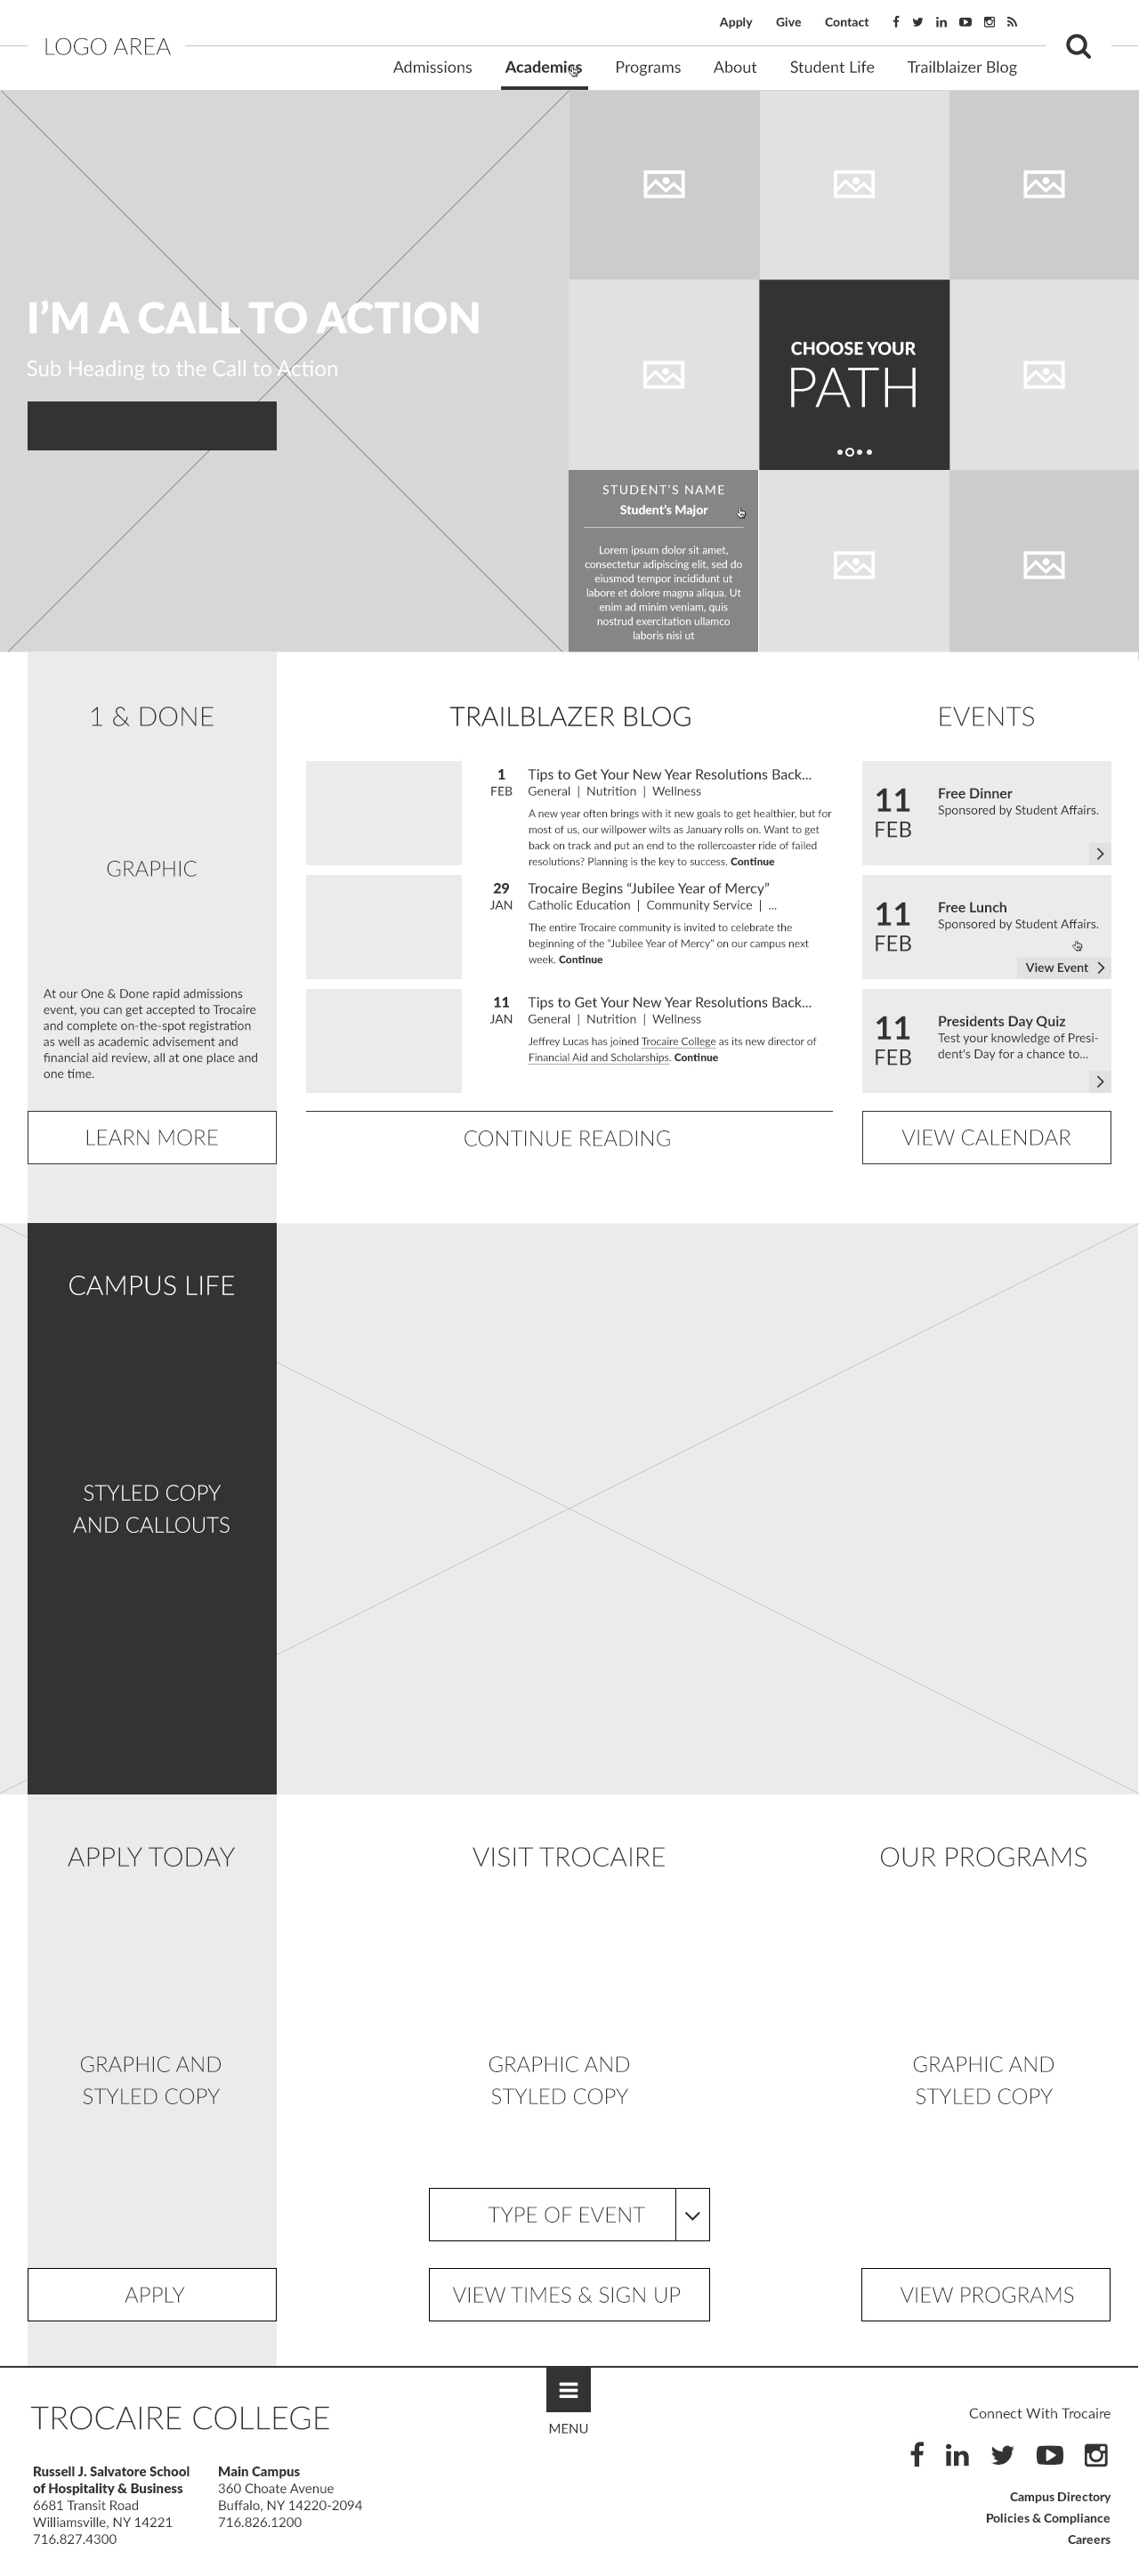 Apply Give Contact
LOGO AREA
Admissions Academics Programs About Student Life Trailblaizer Blog
I'M A CALL TO ACTION
Sub Heading to the Call to Action
CHOOSE YOUR
PATH
STUDENT'S NAME
Student's Major
Lorem ipsum dolor sit amet,
consectetur adipiscing elit, sed do
eiusmod tempor incididunt ut
labore et dolore magna aliqua. Ut
enim ad minim veniam, quis
nostrud exercitation ullamco
laboris nisi ut
1 & DONE
GRAPHIC
At our One & Done rapid admissions
event, you can get accepted to Trocaire
and complete on-the-spot registration
as well as academic advisement and
financial aid review, all at one place and
one time.
LEARN MORE
TRAILBLAZER BLOG
1
FEB
Tips to Get Your New Year Resolutions Back...
General | Nutrition | Wellness
A new year often brings with it new goals to get healthier, but for
most of us, our willpower wilts as January rolls on. Want to get
back on track and put an end to the rollercoaster ride of failed
resolutions? Planning is the key to success. Continue
29
JAN
Trocaire Begins “Jubilee Year of Mercy”
Catholic Education | Community Service | ...
The entire Trocaire community is invited to celebrate the
beginning of the “Jubilee Year of Mercy” on our campus next
week. Continue
11
JAN
Tips to Get Your New Year Resolutions Back...
General | Nutrition | Wellness
Jeffrey Lucas has joined Trocaire College as its new director of
Financial Aid and Scholarships. Continue
CONTINUE READING
EVENTS
11
FEB
Free Dinner
Sponsored by Student Affairs.
11
FEB
Free Lunch
Sponsored by Student Affairs.
View Event
11
FEB
Presidents Day Quiz
Test your knowledge of Presi-
dent's Day for a chance to...
VIEW CALENDAR
CAMPUS LIFE
STYLED COPY
AND CALLOUTS
APPLY TODAY
GRAPHIC AND
STYLED COPY
APPLY
VISIT TROCAIRE
GRAPHIC AND
STYLED COPY
TYPE OF EVENT
VIEW TIMES & SIGN UP
OUR PROGRAMS
GRAPHIC AND
STYLED COPY
VIEW PROGRAMS
TROCAIRE COLLEGE
Russell J. Salvatore School
of Hospitality & Business
6681 Transit Road
Williamsville, NY 14221
716.827.4300
Main Campus
360 Choate Avenue
Buffalo, NY 14220-2094
716.826.1200
MENU
Connect With Trocaire
Campus Directory
Policies & Compliance
Careers